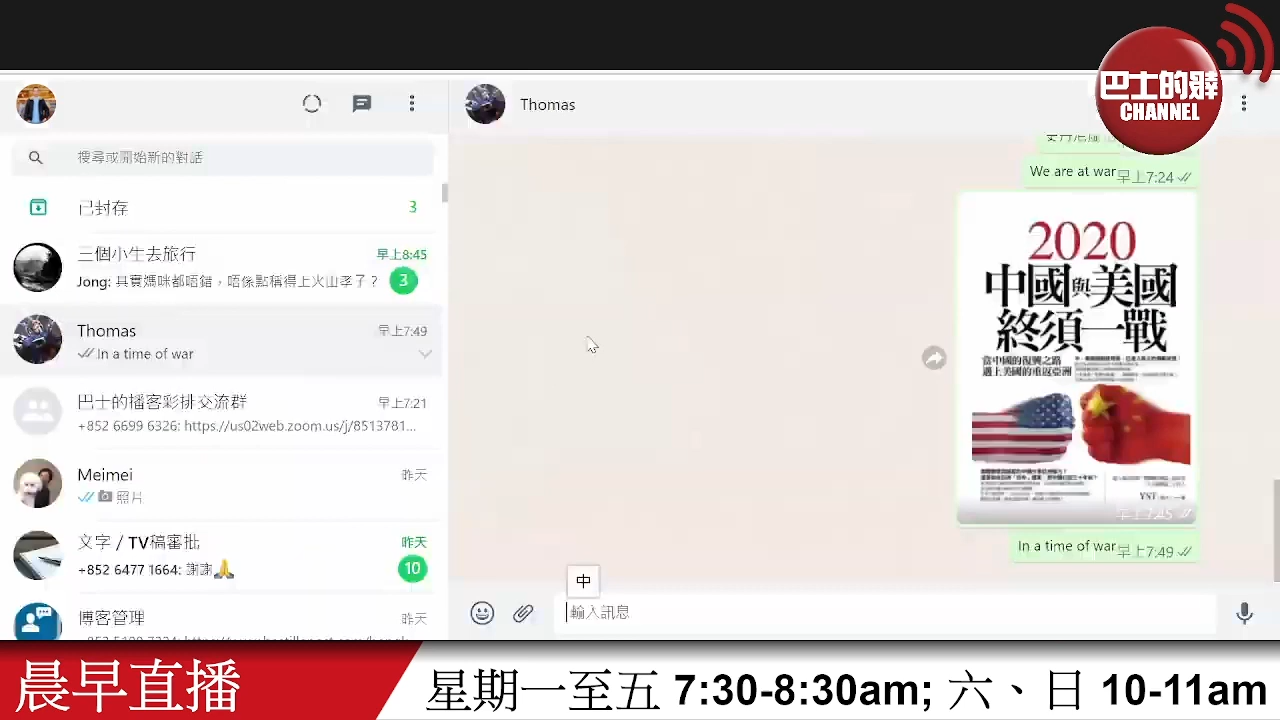 巴士的報
CHANNEL
Thomas
搜尋或開始新的對話
已封存
3
三個小生去旅行
早上8:45
Jong: 其實媽咪都唔錯，唔係點稱得上火山孝子？
3
Thomas
早上7:49
In a time of war
巴士的播客彩排交流群
早上7:21
+852 6699 6326: https://us02web.zoom.us/j/8513781...
Meimei
昨天
照片
文字 / TV稿審批
昨天
+852 6477 1664: 謝謝🙏
10
博客管理
昨天
We are at war
早上7:24
2020
中國與美國
終須一戰
當中國的復興之路
遇上美國的重返亞洲
YST
早上7:45
In a time of war
早上7:49
中
輸入訊息
晨早直播
星期一至五 7:30-8:30am; 六、日 10-11am